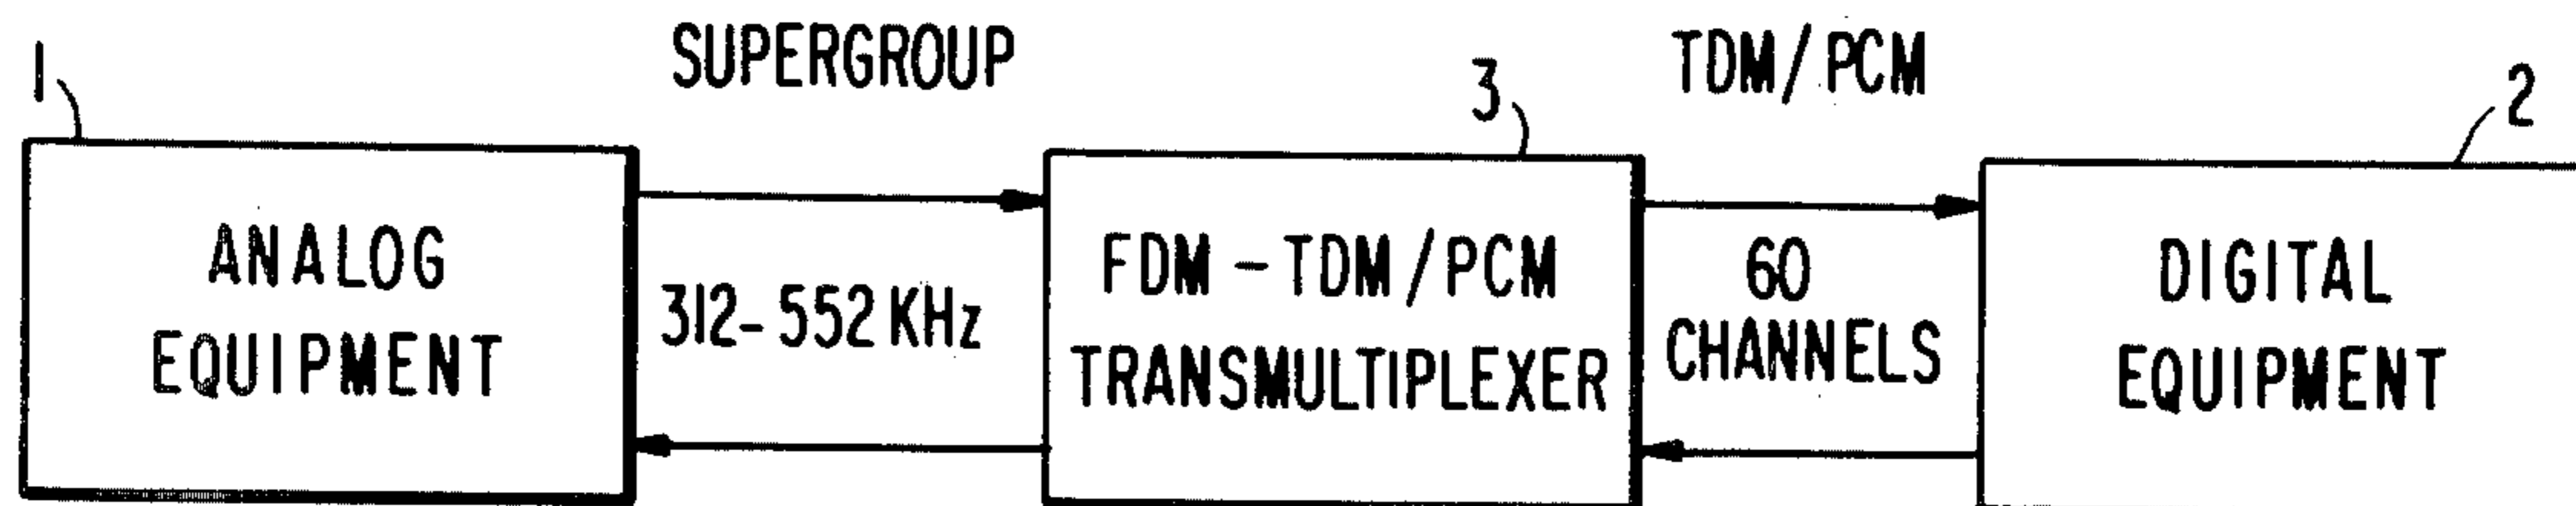 SUPERGROUP
TDM/PCM
1
3
2
ANALOG
EQUIPMENT
312-552 KHz
FDM-TDM/PCM
TRANSMULTIPLEXER
60
CHANNELS
DIGITAL
EQUIPMENT